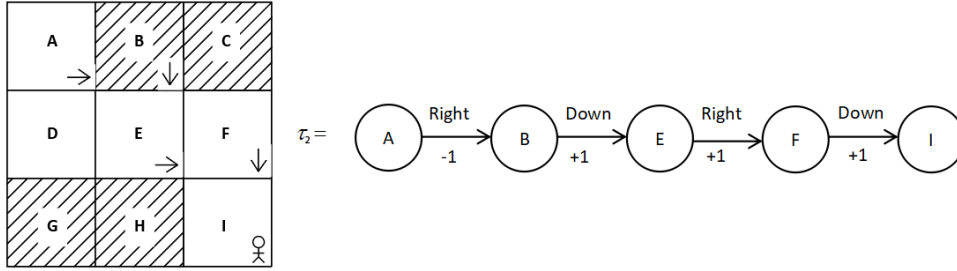 A B C
D E F
G H I
τ₂ =
Right Down Right Down
A B E F I
-1 +1 +1 +1